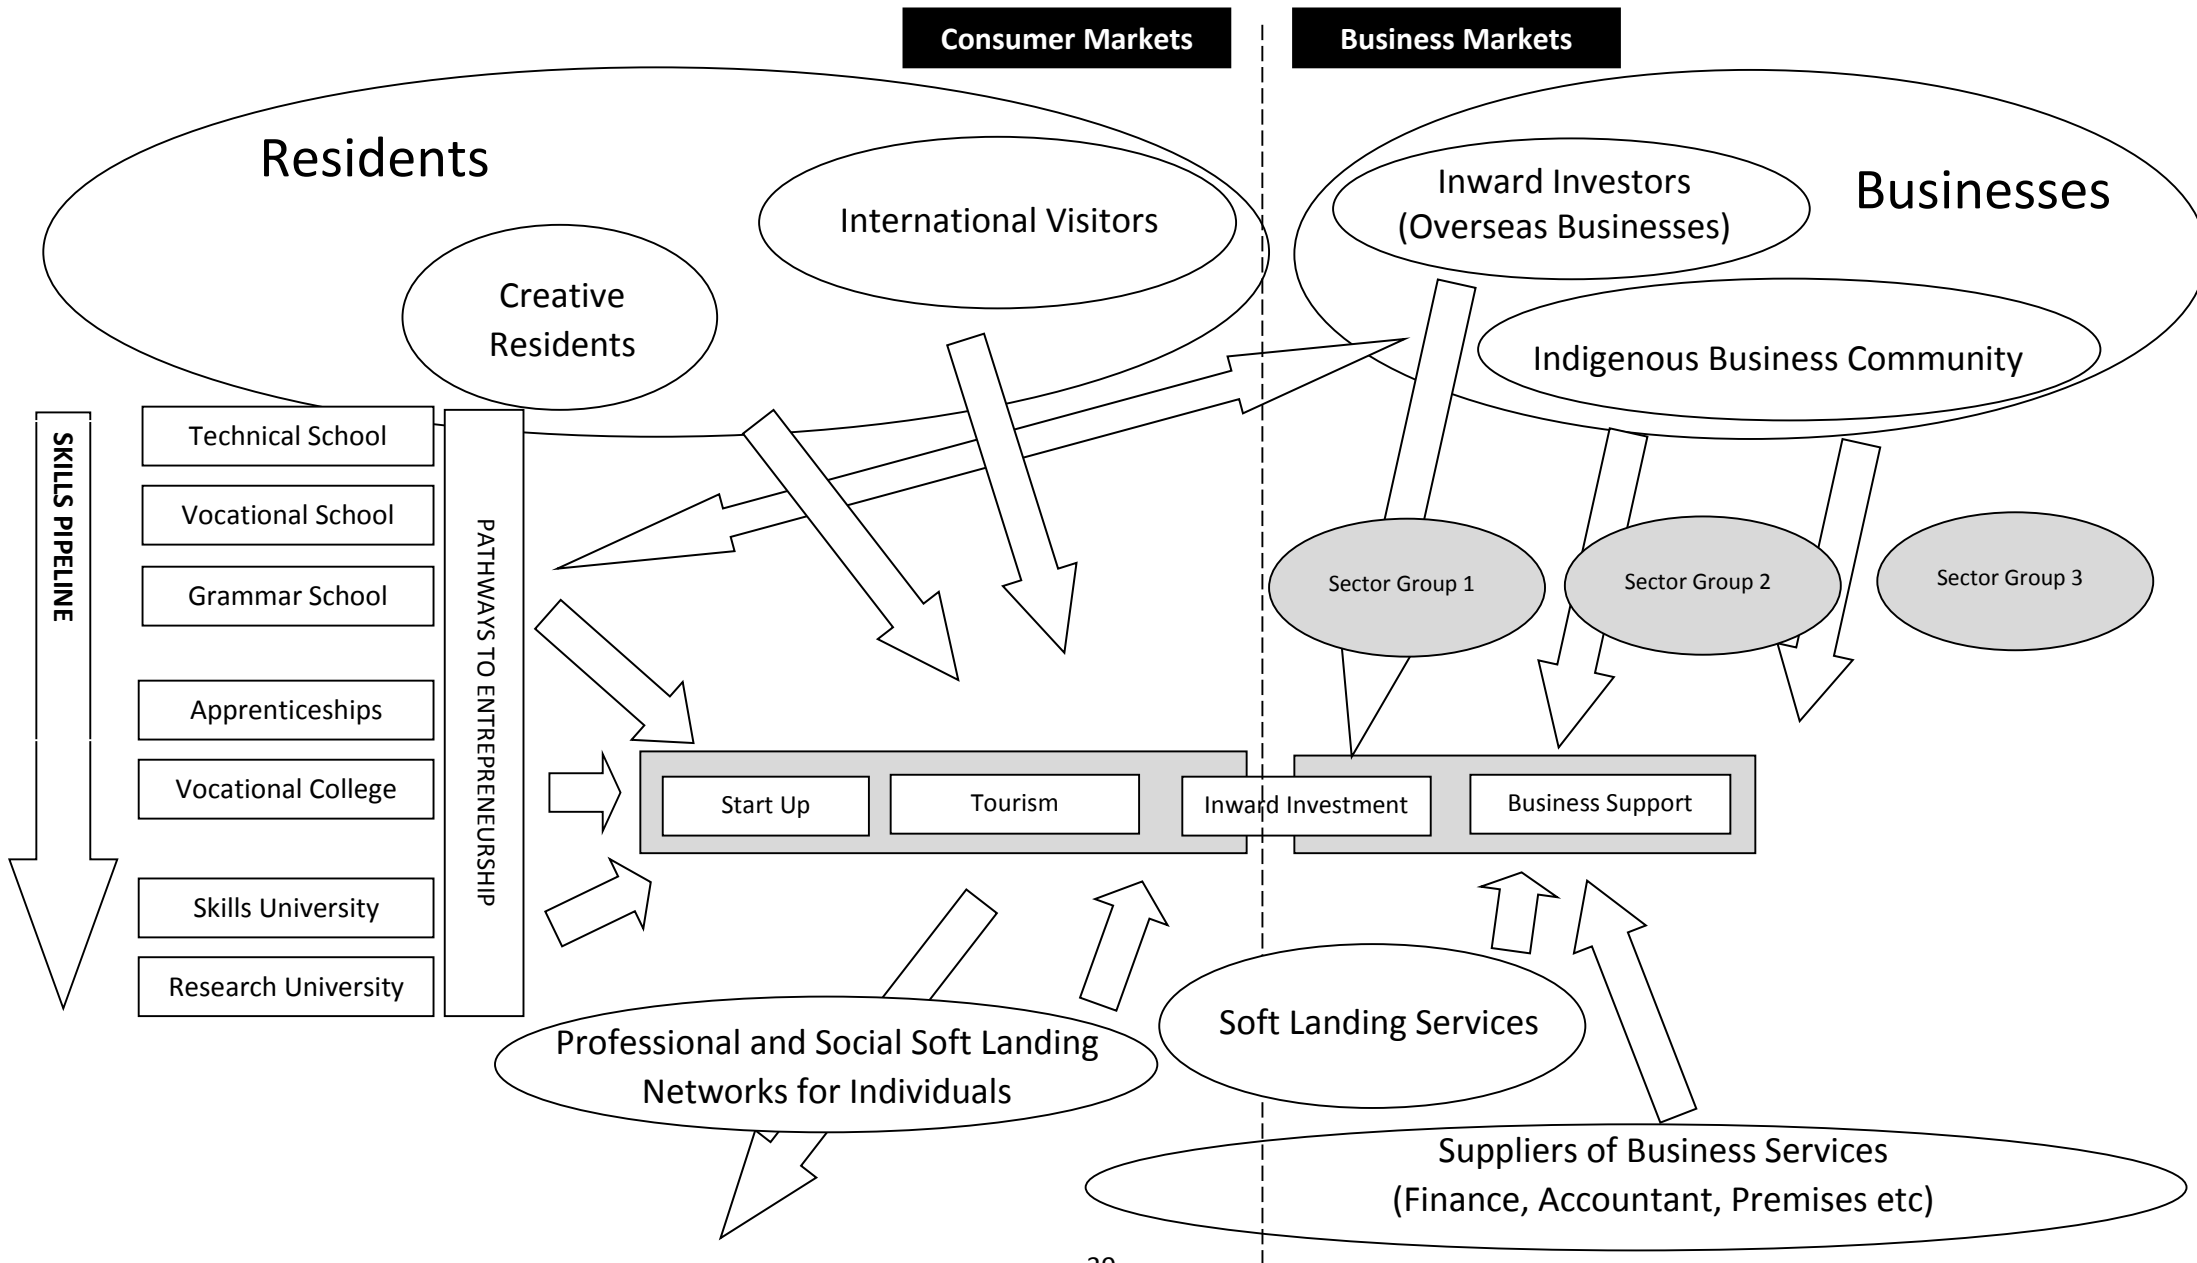 Consumer Markets
Business Markets
Residents
International Visitors
Creative
Residents
Inward Investors
(Overseas Businesses)
Businesses
Indigenous Business Community
SKILLS PIPELINE
Technical School
Vocational School
Grammar School
Apprenticeships
Vocational College
Skills University
Research University
PATHWAYS TO ENTREPRENEURSHIP
Sector Group 1
Sector Group 2
Sector Group 3
Start Up
Tourism
Inward Investment
Business Support
Professional and Social Soft Landing
Networks for Individuals
Soft Landing Services
Suppliers of Business Services
(Finance, Accountant, Premises etc)